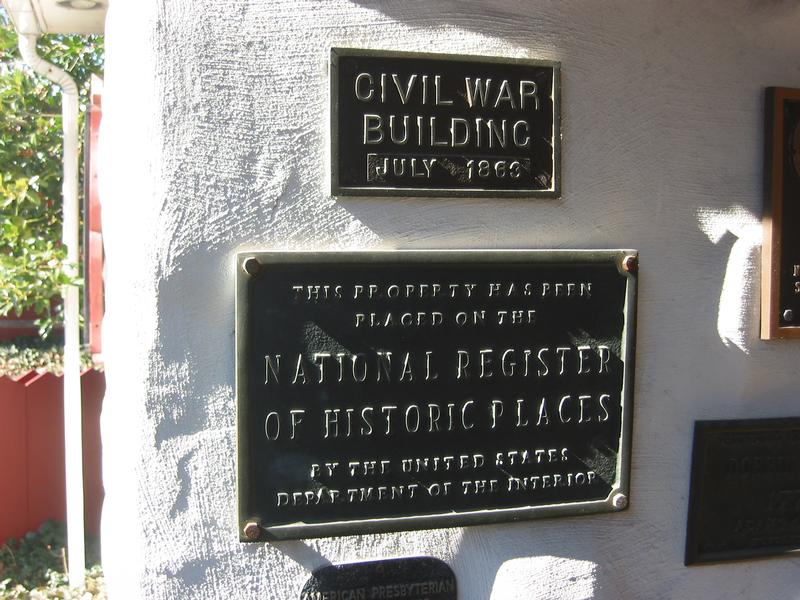 CIVIL WAR
BUILDING
JULY 1863
THIS PROPERTY HAS BEEN
PLACED ON THE
NATIONAL REGISTER
OF HISTORIC PLACES
BY THE UNITED STATES
DEPARTMENT OF THE INTERIOR
AMERICAN PRESBYTERIAN